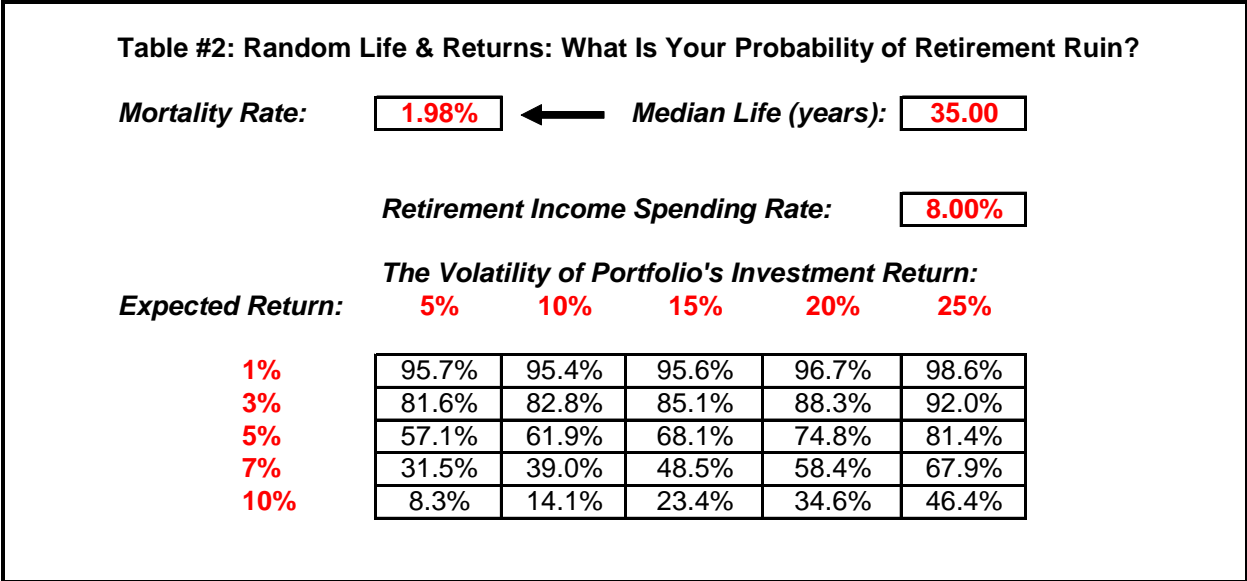 Table #2: Random Life & Returns: What Is Your Probability of Retirement Ruin?
Mortality Rate: 1.98% Median Life (years): 35.00
Retirement Income Spending Rate: 8.00%
The Volatility of Portfolio's Investment Return:
Expected Return: 5% 10% 15% 20% 25%
1% 95.7% 95.4% 95.6% 96.7% 98.6%
3% 81.6% 82.8% 85.1% 88.3% 92.0%
5% 57.1% 61.9% 68.1% 74.8% 81.4%
7% 31.5% 39.0% 48.5% 58.4% 67.9%
10% 8.3% 14.1% 23.4% 34.6% 46.4%